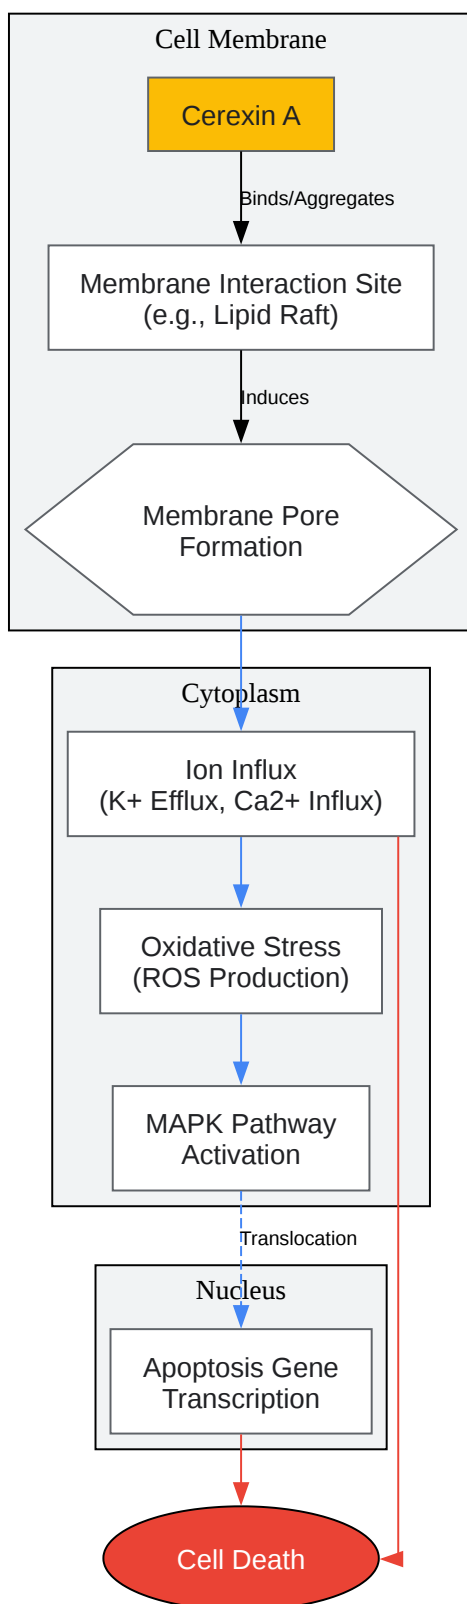 Cell Membrane
Cerexin A
Binds/Aggregates
Membrane Interaction Site
(e.g., Lipid Raft)
Induces
Membrane Pore
Formation
Cytoplasm
Ion Influx
(K+ Efflux, Ca2+ Influx)
Oxidative Stress
(ROS Production)
MAPK Pathway
Activation
Translocation
Nucleus
Apoptosis Gene
Transcription
Cell Death